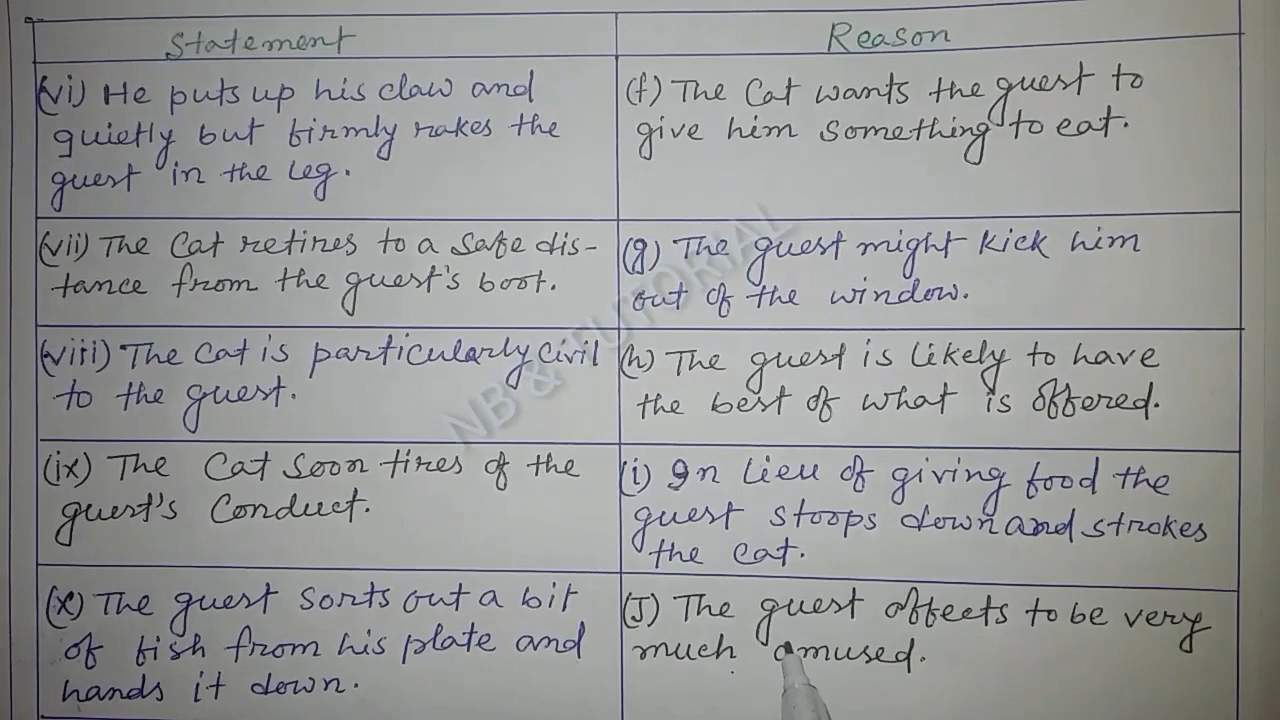 Statement
Reason
(vi) He puts up his claw and
quietly but firmly rakes the
guest in the leg.
(f) The Cat wants the guest to
give him something to eat.
(vii) The Cat retires to a safe dis-
tance from the guest's boot.
(g) The guest might kick him
out of the window.
(viii) The cat is particularly civil
to the guest.
(h) The guest is likely to have
the best of what is offered.
(ix) The Cat soon tires of the
guest's conduct.
(i) In lieu of giving food the
guest stoops down and strokes
the cat.
(x) The guest sorts out a bit
of fish from his plate and
hands it down.
(J) The guest affects to be very
much amused.
NB & TUTORIAL